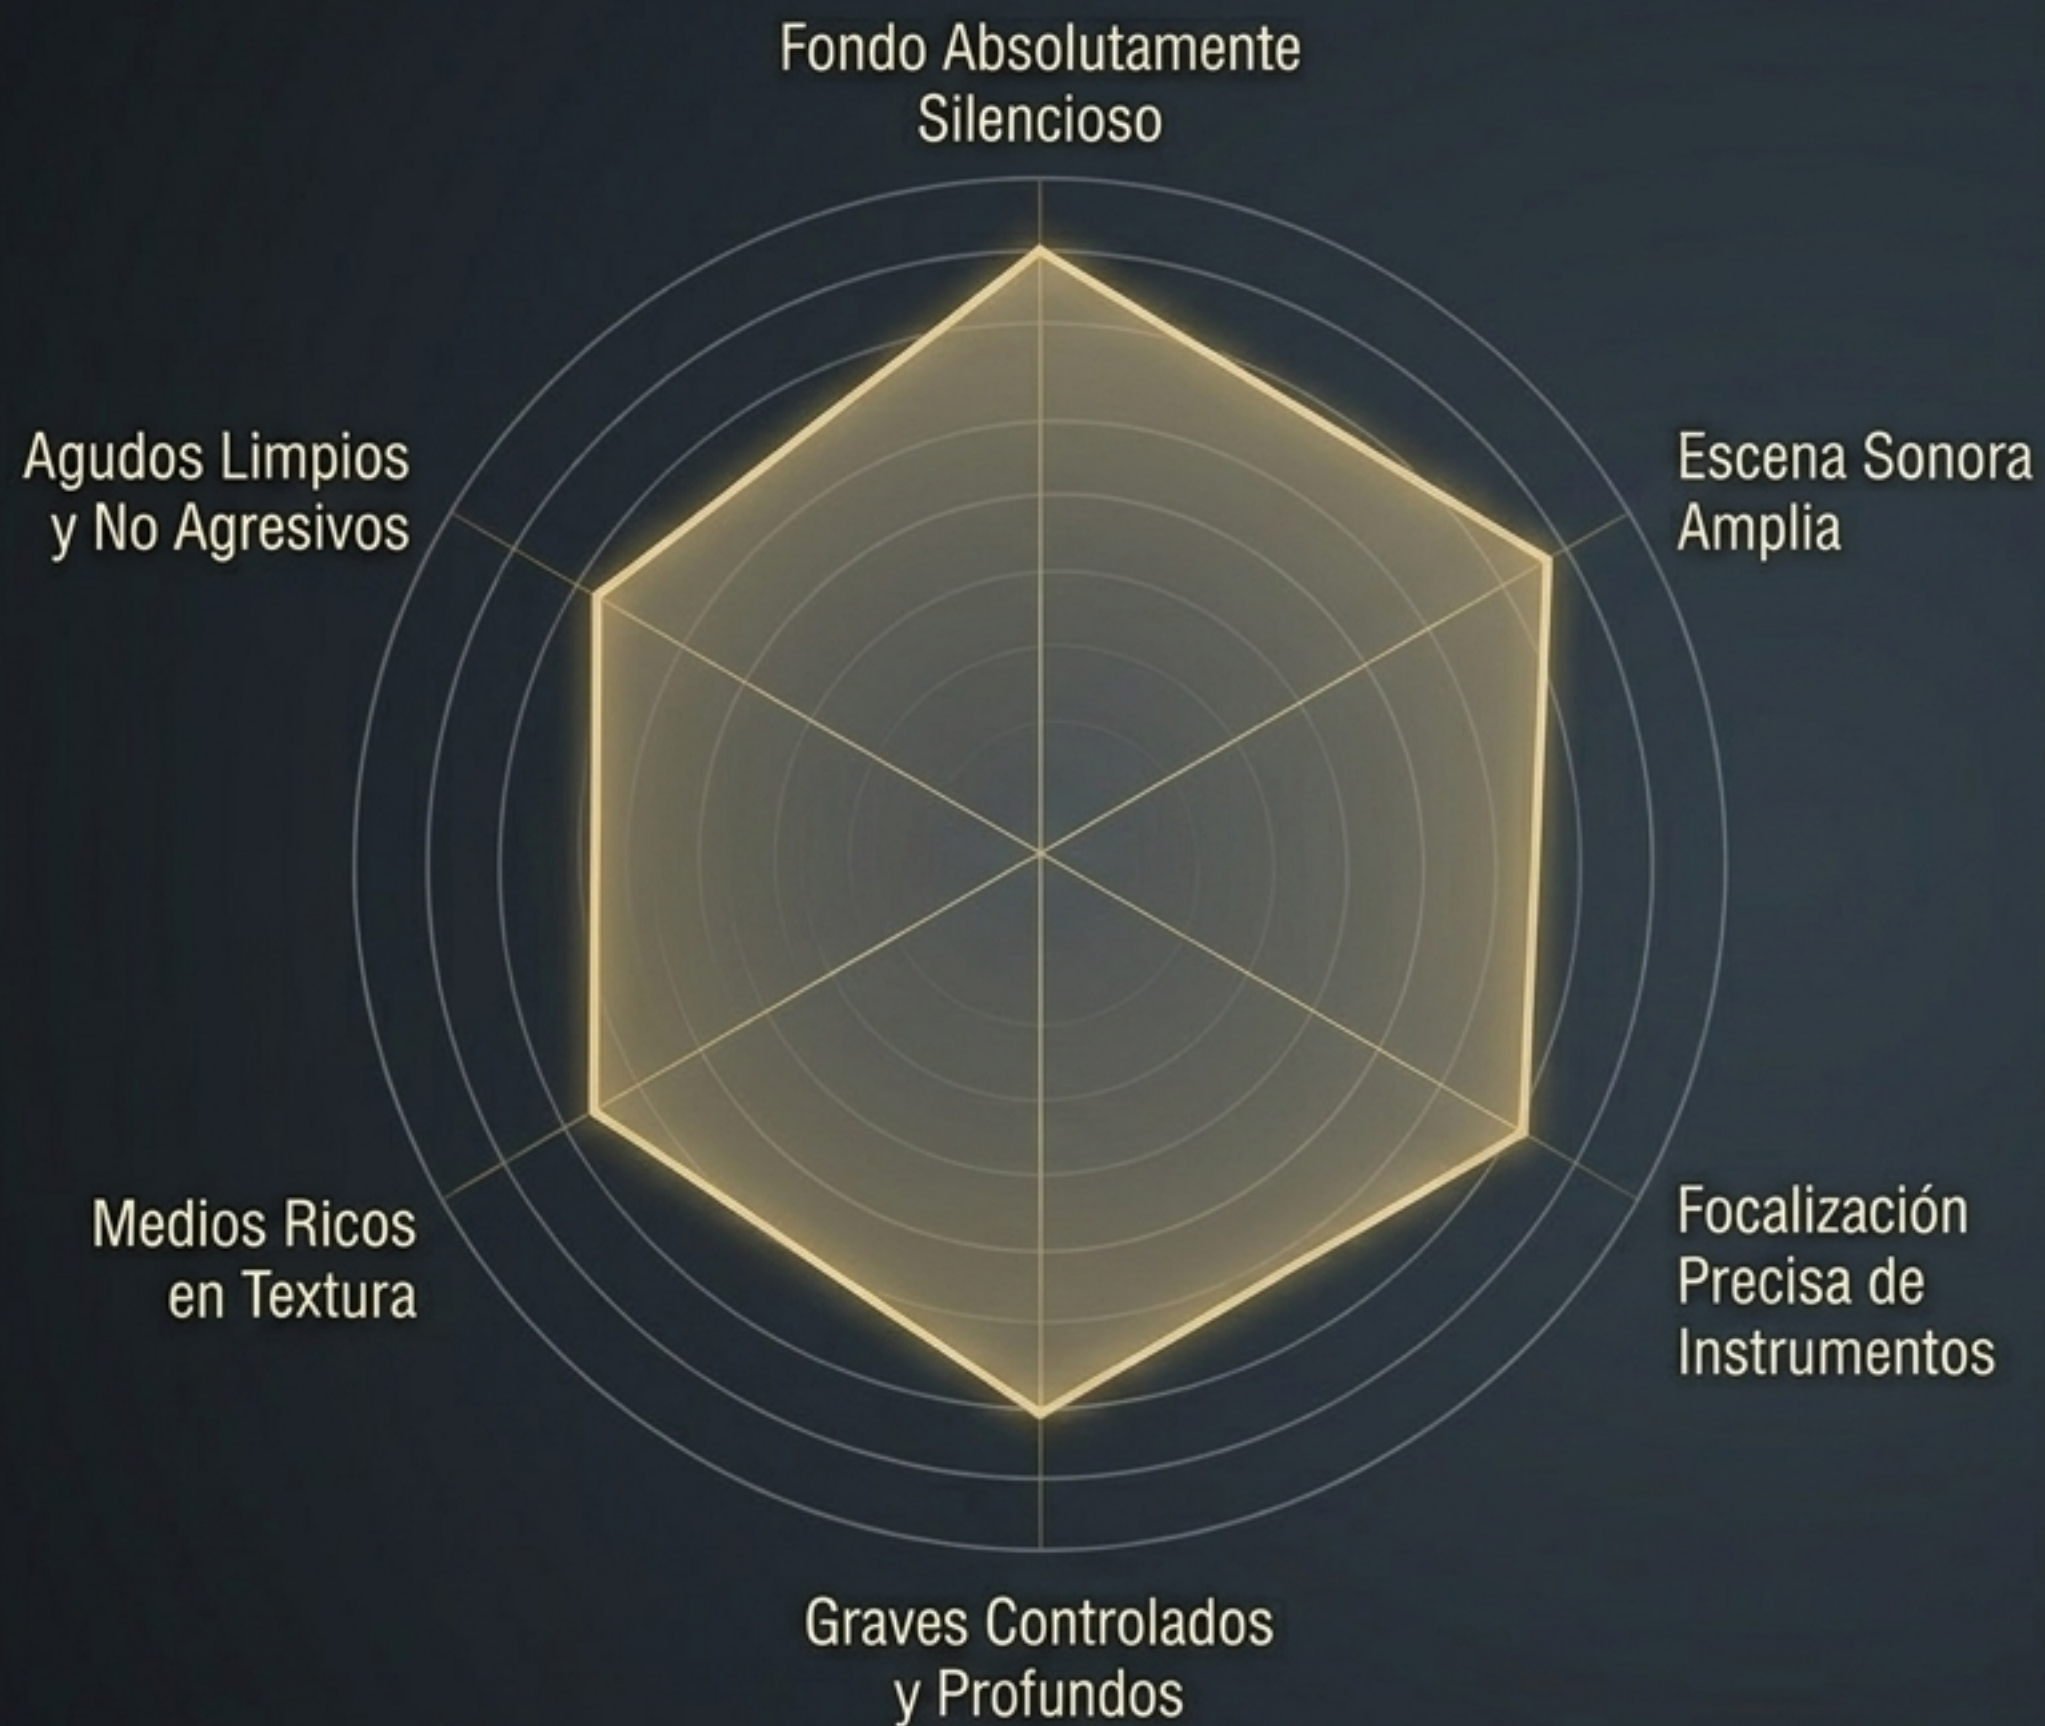 Fondo Absolutamente
Silencioso
Agudos Limpios
y No Agresivos
Escena Sonora
Amplia
Medios Ricos
en Textura
Focalización
Precisa de
Instrumentos
Graves Controlados
y Profundos